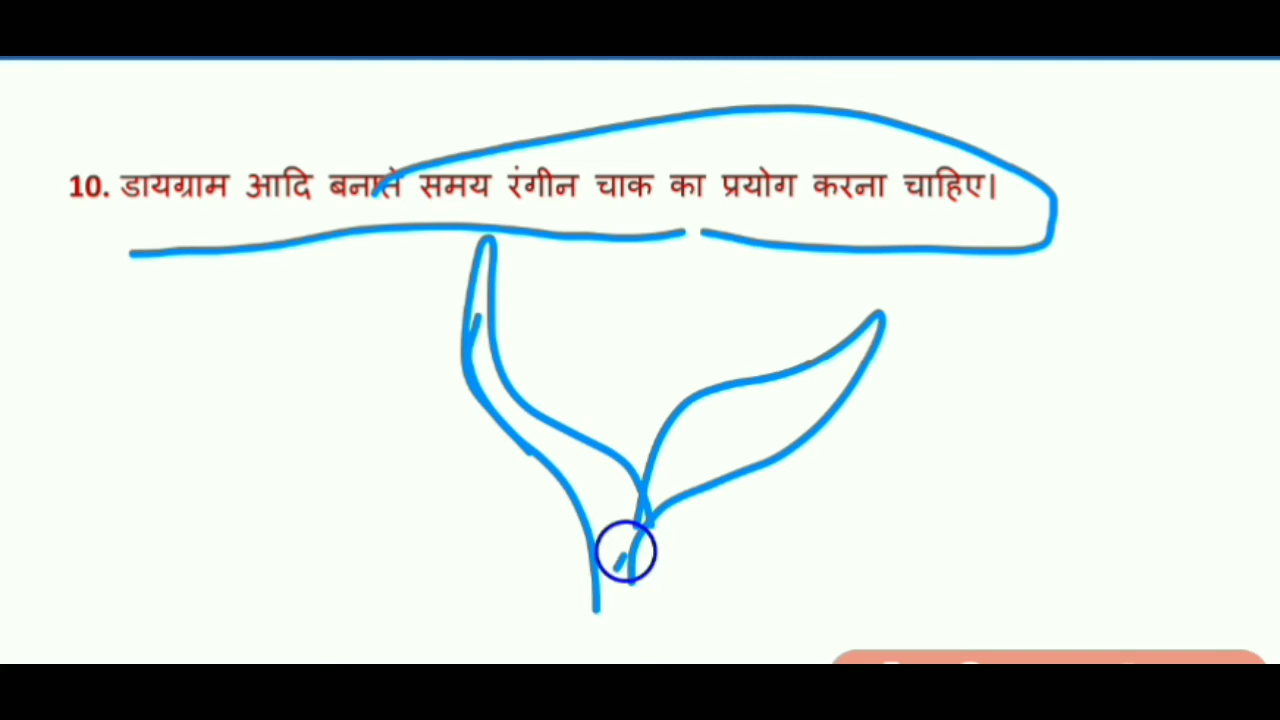 10. डायग्राम आदि बनाते समय रंगीन चाक का प्रयोग करना चाहिए।